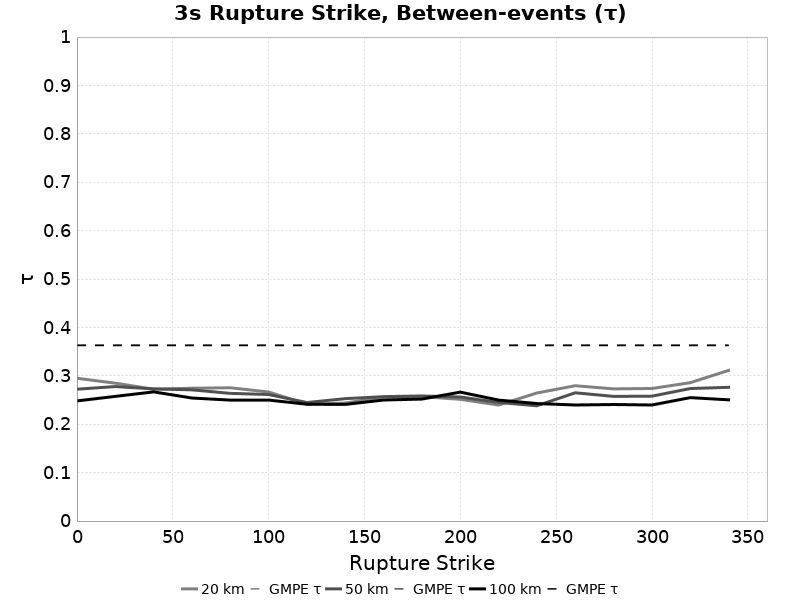 3s Rupture Strike, Between-events (τ)
1
0.9
0.8
0.7
0.6
0.5
0.4
0.3
0.2
0.1
0
τ
0 50 100 150 200 250 300 350
Rupture Strike
20 km GMPE τ 50 km GMPE τ 100 km GMPE τ